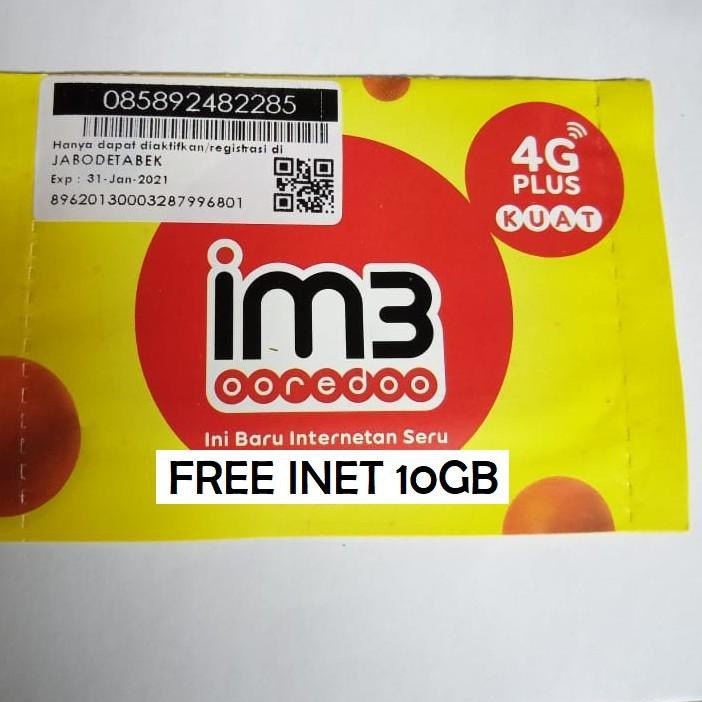 085892482285
Hanya dapat diaktifkan/registrasi di
JABODETABEK
Exp : 31-Jan-2021
89620130003287996801
4G
PLUS
KUAT
im3
ooredoo
Ini Baru Internetan Seru
FREE INET 10GB